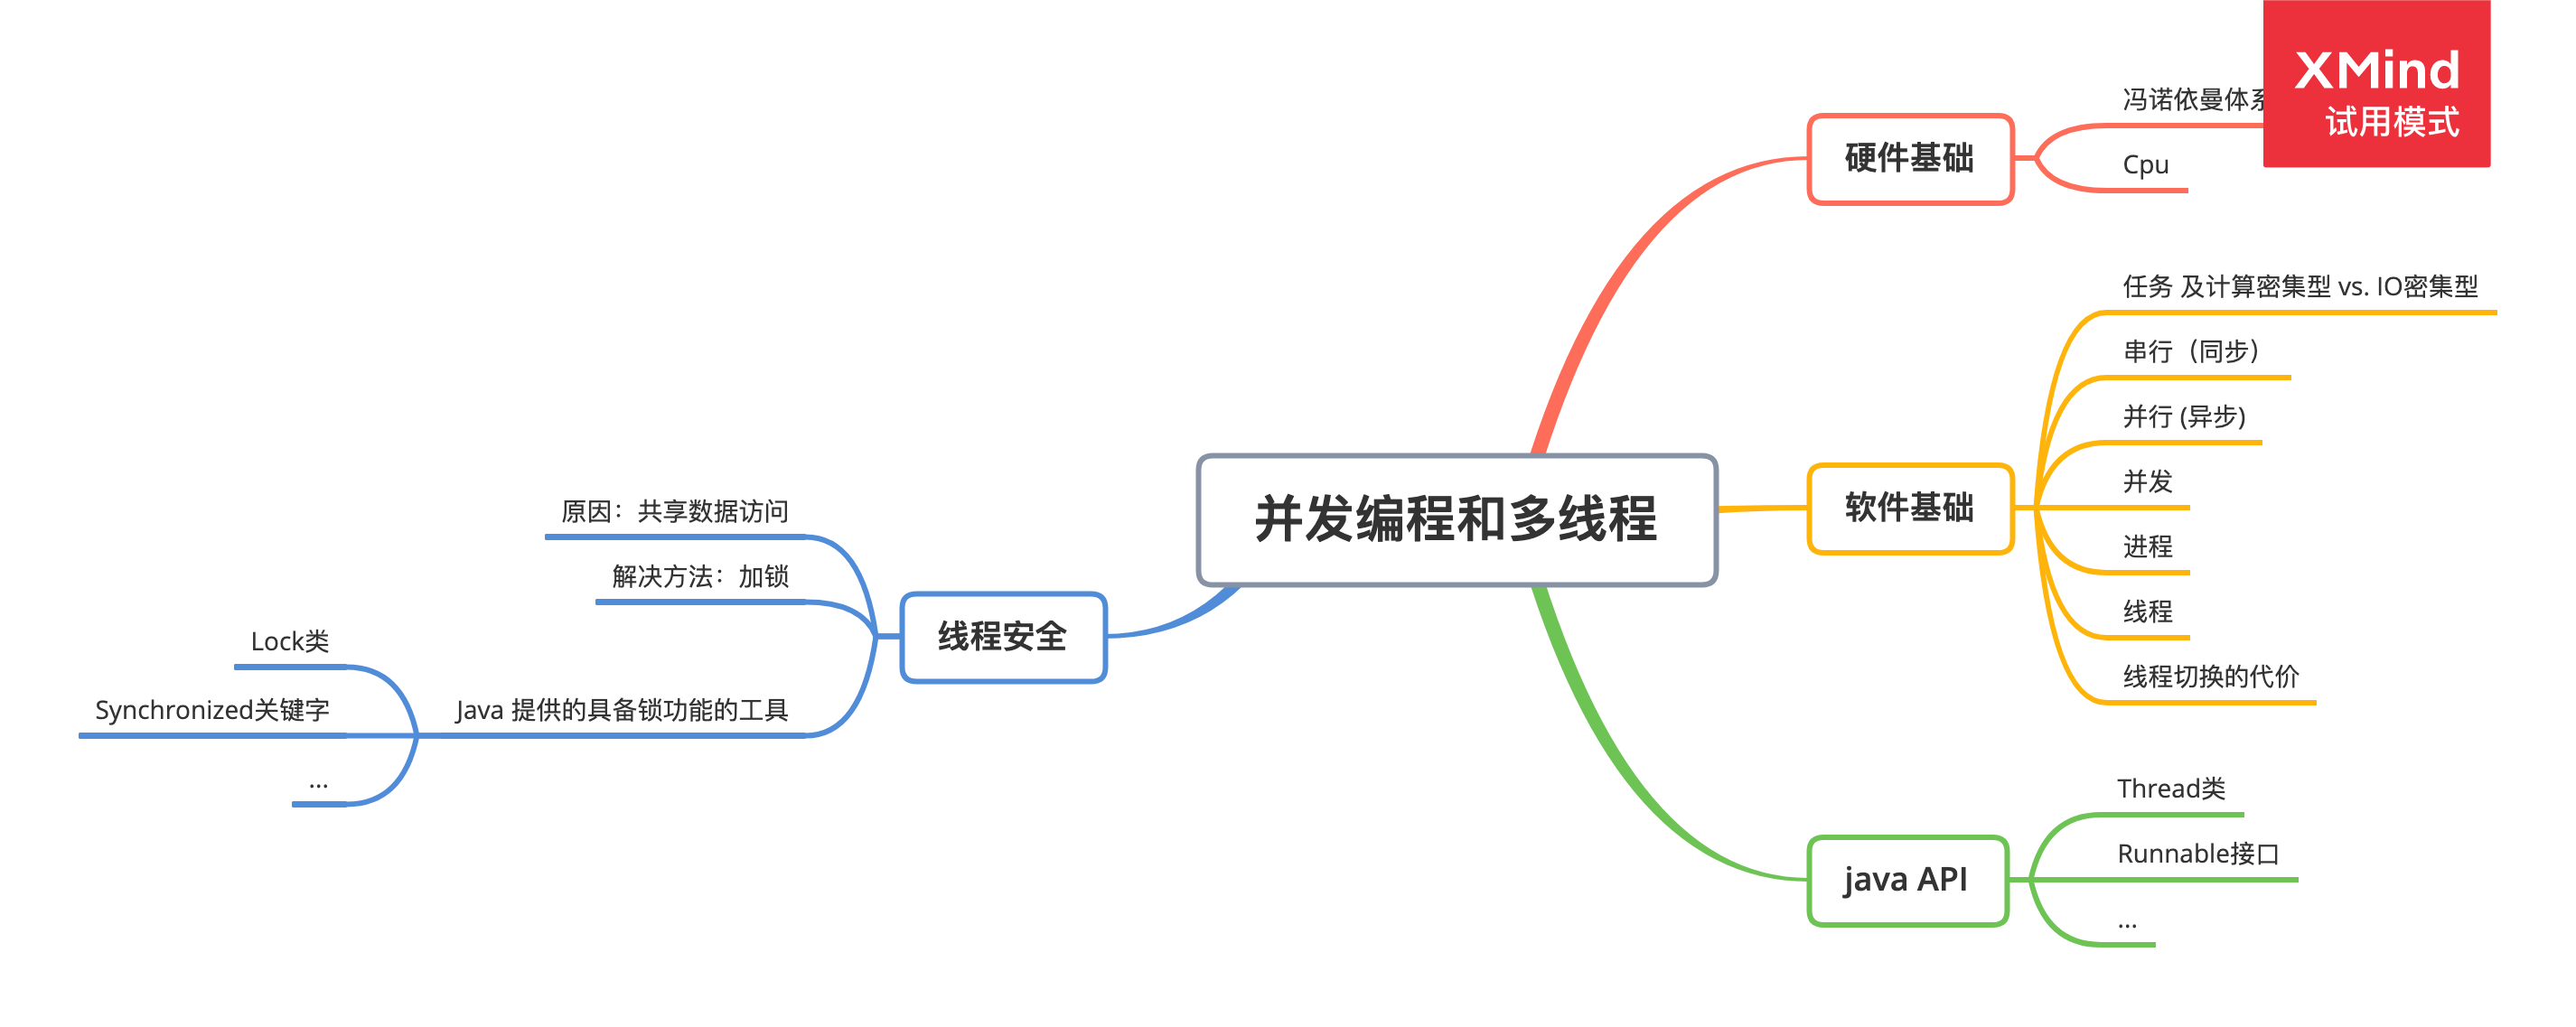 XMind
试用模式
冯诺依曼体
硬件基础
Cpu
任务 及计算密集型 vs. IO密集型
串行（同步）
并行 (异步)
并发
软件基础
进程
线程
线程切换的代价
并发编程和多线程
Thread类
Runnable接口
java API
...
线程安全
原因：共享数据访问
解决方法：加锁
Java 提供的具备锁功能的工具
Lock类
Synchronized关键字
...